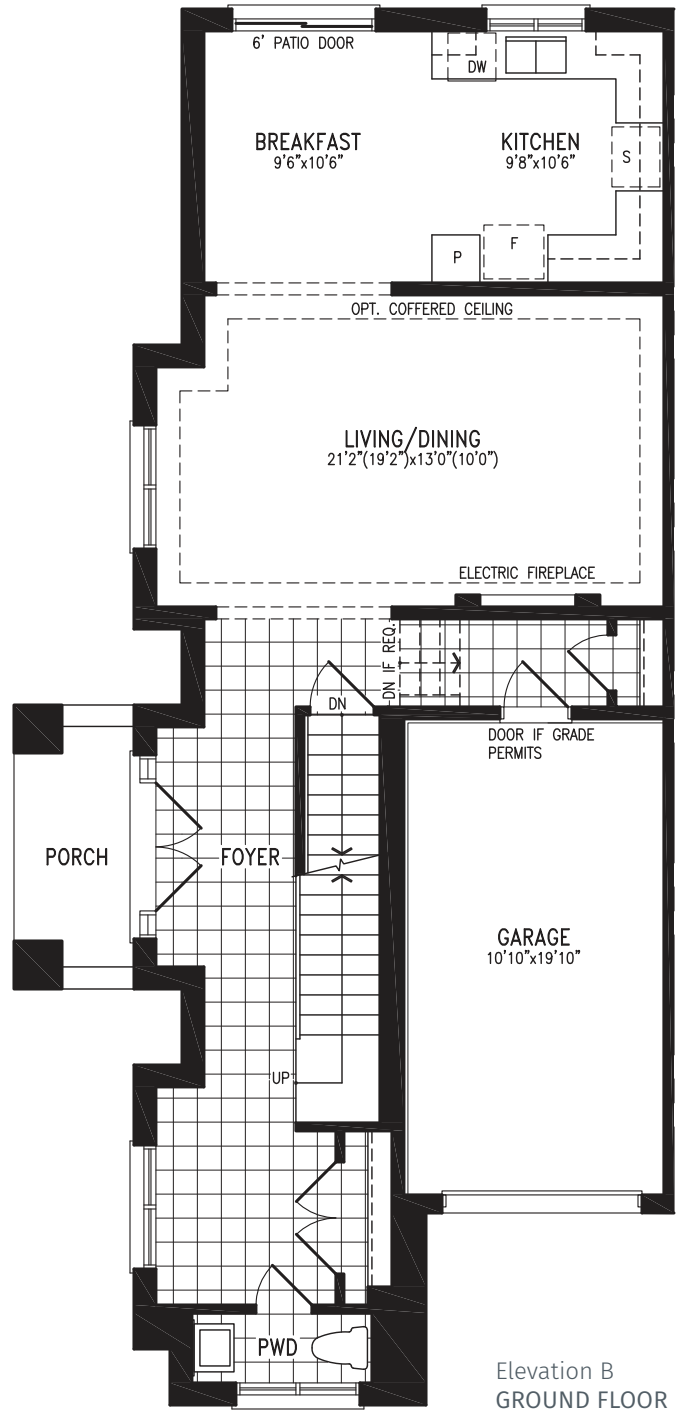 6' PATIO DOOR
DW
BREAKFAST
9'6"x10'6"
KITCHEN
9'8"x10'6"
S
P
F
OPT. COFFERED CEILING
LIVING/DINING
21'2"(19'2")x13'0"(10'0")
ELECTRIC FIREPLACE
DN IF REQ.
DN
DOOR IF GRADE
PERMITS
PORCH
FOYER
GARAGE
10'10"x19'10"
UP
PWD
Elevation B
GROUND FLOOR